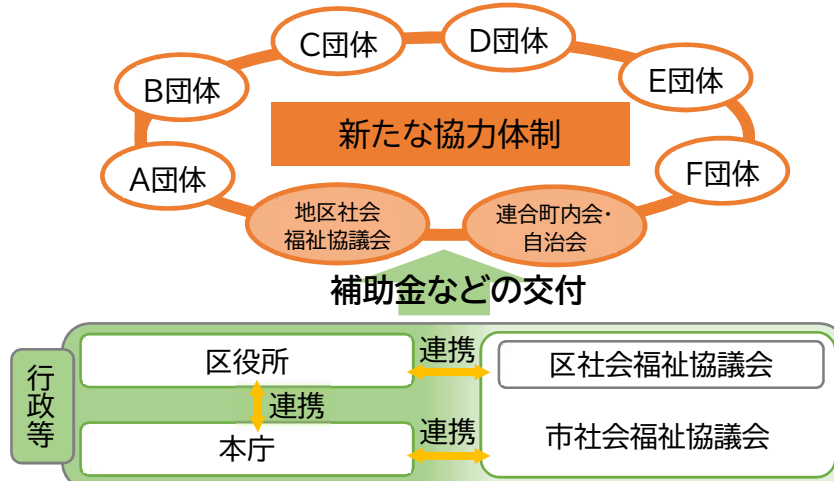 C団体
D団体
B団体
E団体
新たな協力体制
A団体
F団体
地区社会
福祉協議会
連合町内会・
自治会
補助金などの交付
行政等
区役所
連携
区社会福祉協議会
連携
本庁
連携
市社会福祉協議会